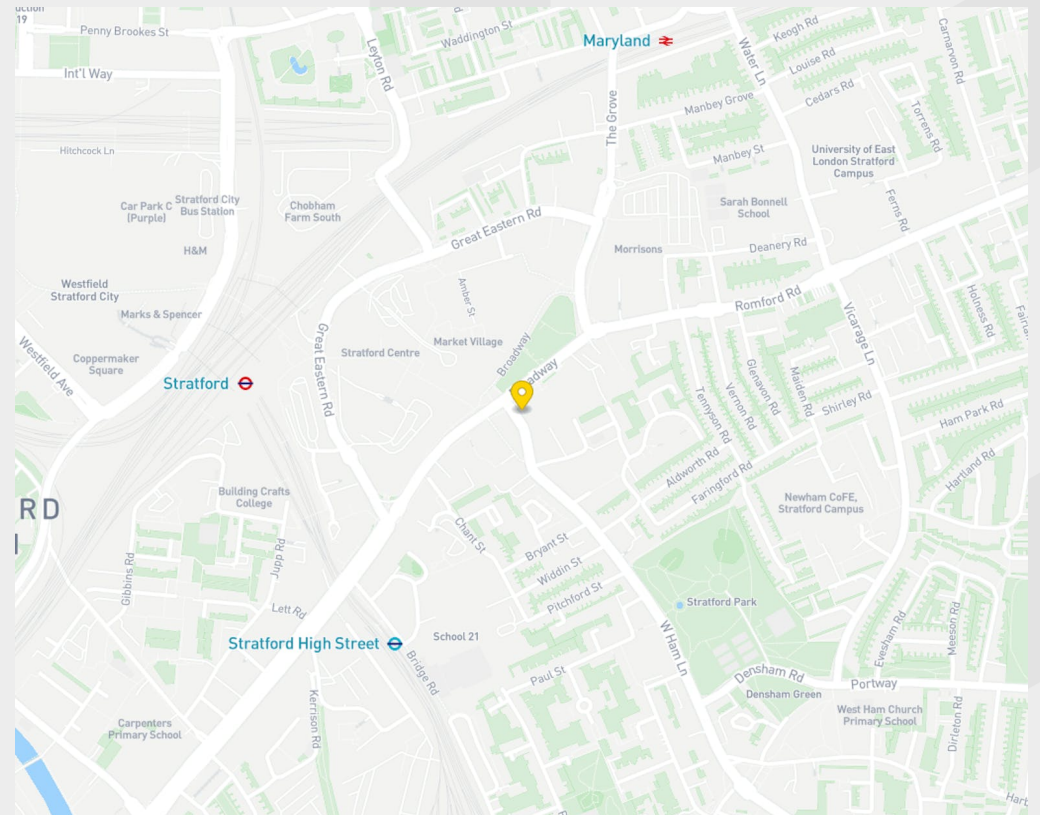 19
Penny Brookes St
Leyton Rd
Waddington St
Maryland
Water Ln
Keogh Rd
Louise Rd
Carnarvon Rd
Int'l Way
Cedars Rd
Manbey Grove
The Grove
Torrens Rd
Hitchcock Ln
Manbey St
University of East
London Stratford
Campus
Car Park C
(Purple)
Stratford City
Bus Station
Chobham
Farm South
Sarah Bonnell
School
Ferns Rd
Great Eastern Rd
H&M
Morrisons
Deanery Rd
Westfield
Stratford City
Amber St
Romford Rd
Holness Rd
Marks & Spencer
Vicarage Ln
Westfield Ave
Coppermaker
Square
Great Eastern Rd
Stratford Centre
Market Village
Broadway
adway
Stratford
Tennyson Rd
Vernon Rd
Glenavon Rd
Maiden Rd
Shirley Rd
Ham Park Rd
Aldworth Rd
Faringford Rd
Hartland Rd
RD
Building Crafts
College
Newham CoFE,
Stratford Campus
Chant St
Bryant St
Widdin St
Pitchford St
Gibbins Rd
Jupp Rd
Lett Rd
Stratford Park
Stratford High Street
School 21
Bridge Rd
W Ham Ln
Evesham Rd
Meeson Rd
Paul St
Densham Rd
Densham Green
Portway
Kerrison Rd
Carpenters
Primary School
West Ham Church
Primary School
Dirleton Rd